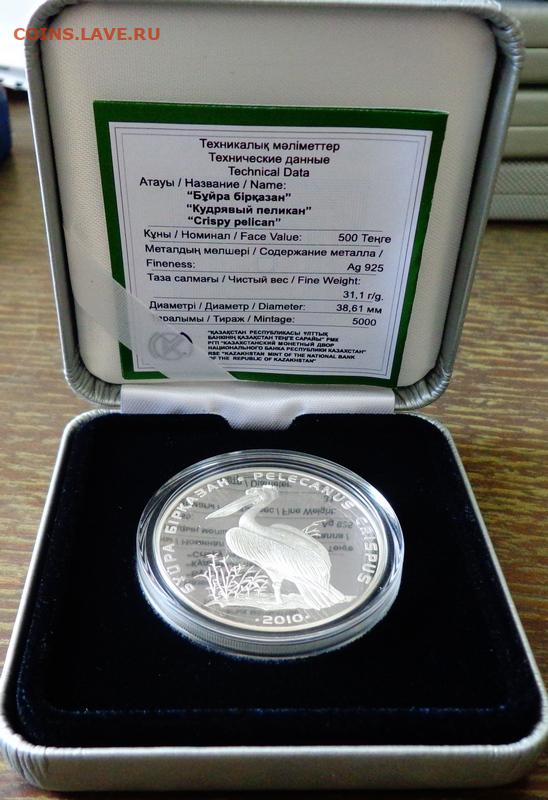 COINS.LAVE.RU
Техникалық мәліметтер
Технические данные
Technical Data
Атауы / Название / Name:
"Бұйра бірқазан"
"Кудрявый пеликан"
"Crispy pelican"
Құны / Номинал / Face Value: 500 Теңге
Металдың мөлшері / Содержание металла /
Fineness: Ag 925
Таза салмағы / Чистый вес / Fine Weight:
31,1 г/g.
Диаметрі / Диаметр / Diameter: 38,61 мм
аралымы / Тираж / Mintage: 5000
"ҚАЗАҚСТАН РЕСПУБЛИКАСЫ ҰЛТТЫҚ
БАНКІНІҢ ҚАЗАҚСТАН ТЕҢГЕ САРАЙЫ" РМК
РГП "КАЗАХСТАНСКИЙ МОНЕТНЫЙ ДВОР
НАЦИОНАЛЬНОГО БАНКА РЕСПУБЛИКИ КАЗАХСТАН"
RSE "KAZAKHSTAN MINT OF THE NATIONAL BANK
OF THE REPUBLIC OF KAZAKHSTAN"
БҰЙРА БІРҚАЗАН · PELECANUS CRISPUS
· 2010 ·